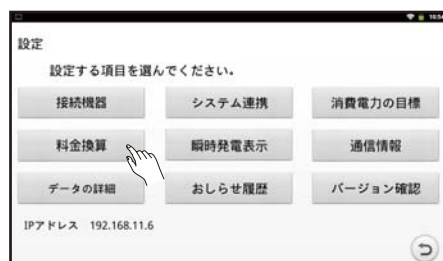 10:54
設定
設定する項目を選んでください。
接続機器 システム連携 消費電力の目標
料金換算 瞬時発電表示 通信情報
データの詳細 おしらせ履歴 バージョン確認
IPアドレス 192.168.11.6